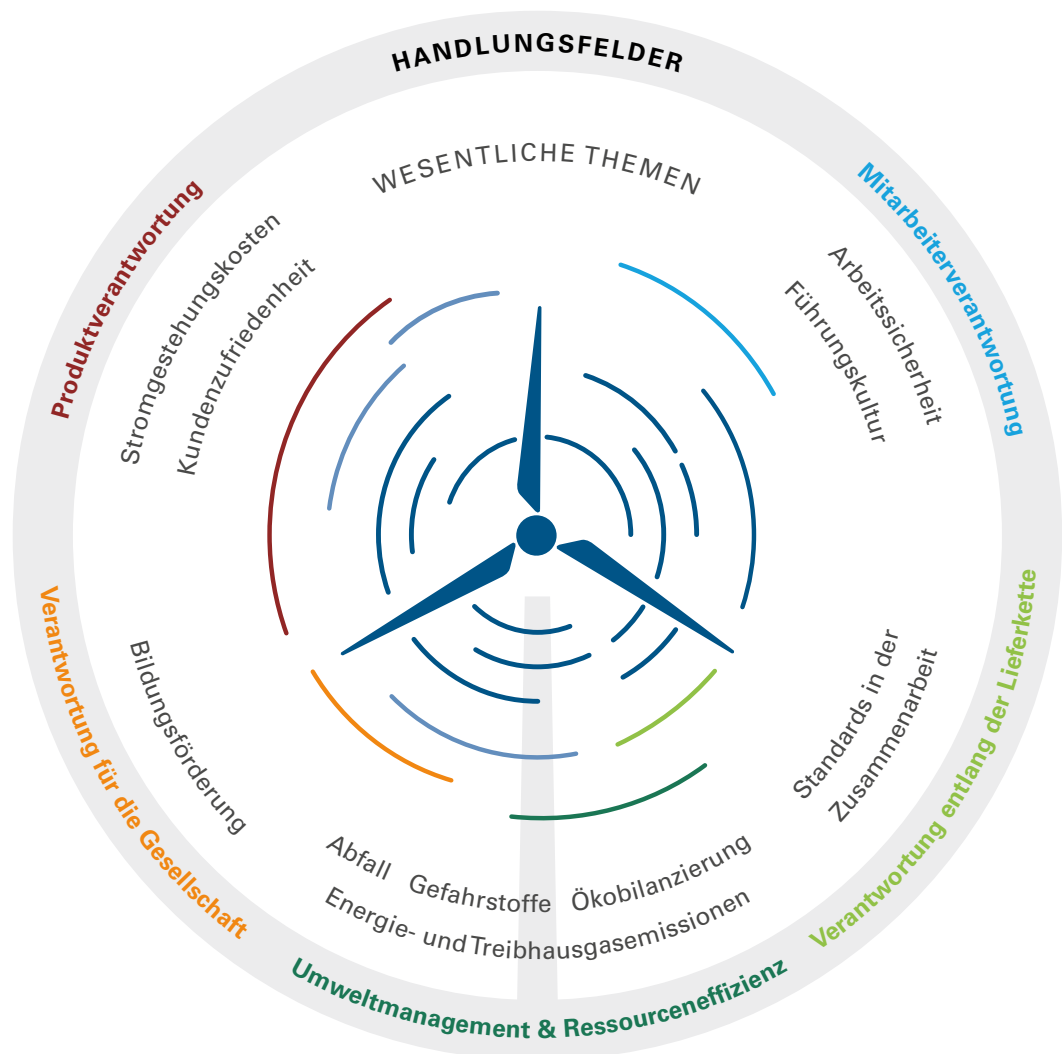 HANDLUNGSFELDER
WESENTLICHE THEMEN
Produktverantwortung
Stromgestehungskosten
Kundenzufriedenheit
Mitarbeiterverantwortung
Arbeitssicherheit
Führungskultur
Verantwortung entlang der Lieferkette
Standards in der
Zusammenarbeit
Verantwortung für die Gesellschaft
Bildungsförderung
Abfall Gefahrstoffe Ökobilanzierung
Energie- und Treibhausgasemissionen
Umweltmanagement & Ressourceneffizienz